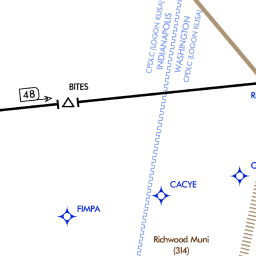 CPDLC (LOGON KUSA)
INDIANAPOLIS
WASHINGTON
CPDLC (LOGON KUSA)
48
BITES
R
C
CACYE
FIMPA
Richwood Muni
(314)